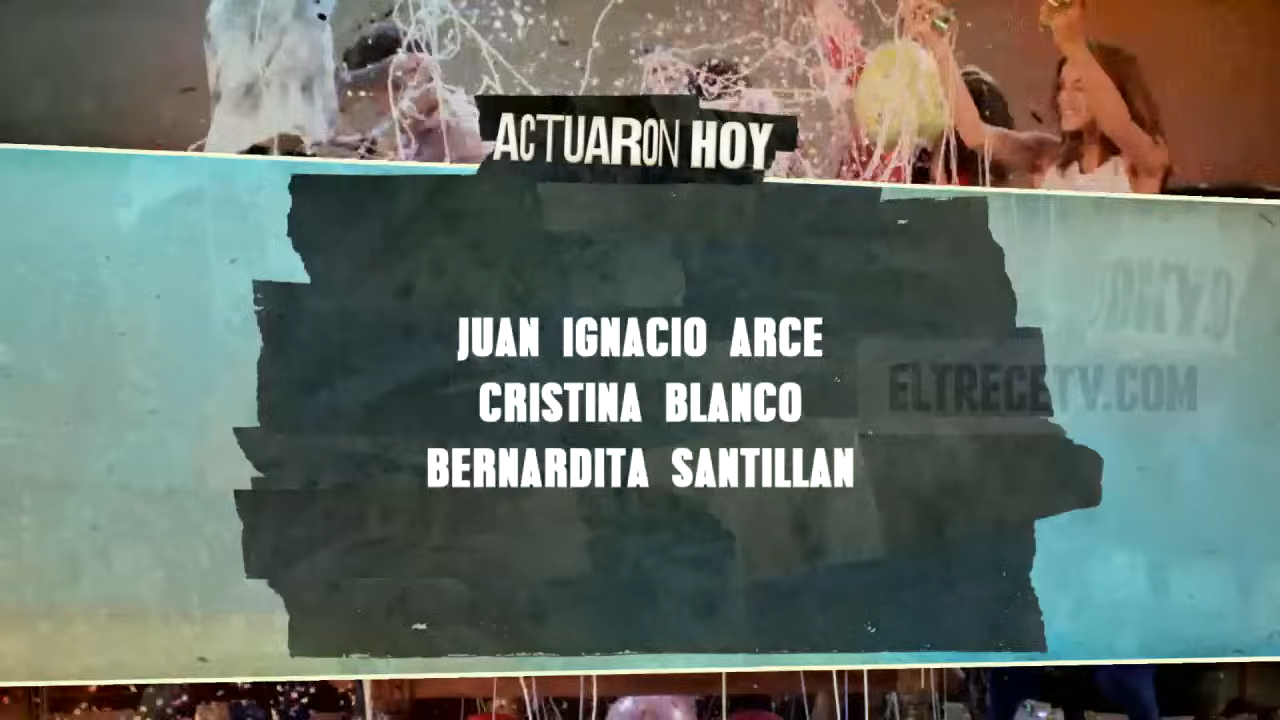 ACTUARON HOY
JUAN IGNACIO ARCE
CRISTINA BLANCO
BERNARDITA SANTILLAN
ELTRECETV.COM